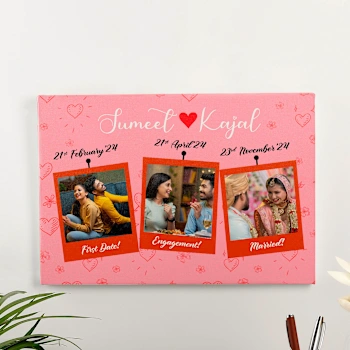 Sumeet ❤ Kajal
21st February'24
21st April'24
23rd November'24
First Date!
Engagement!
Married!